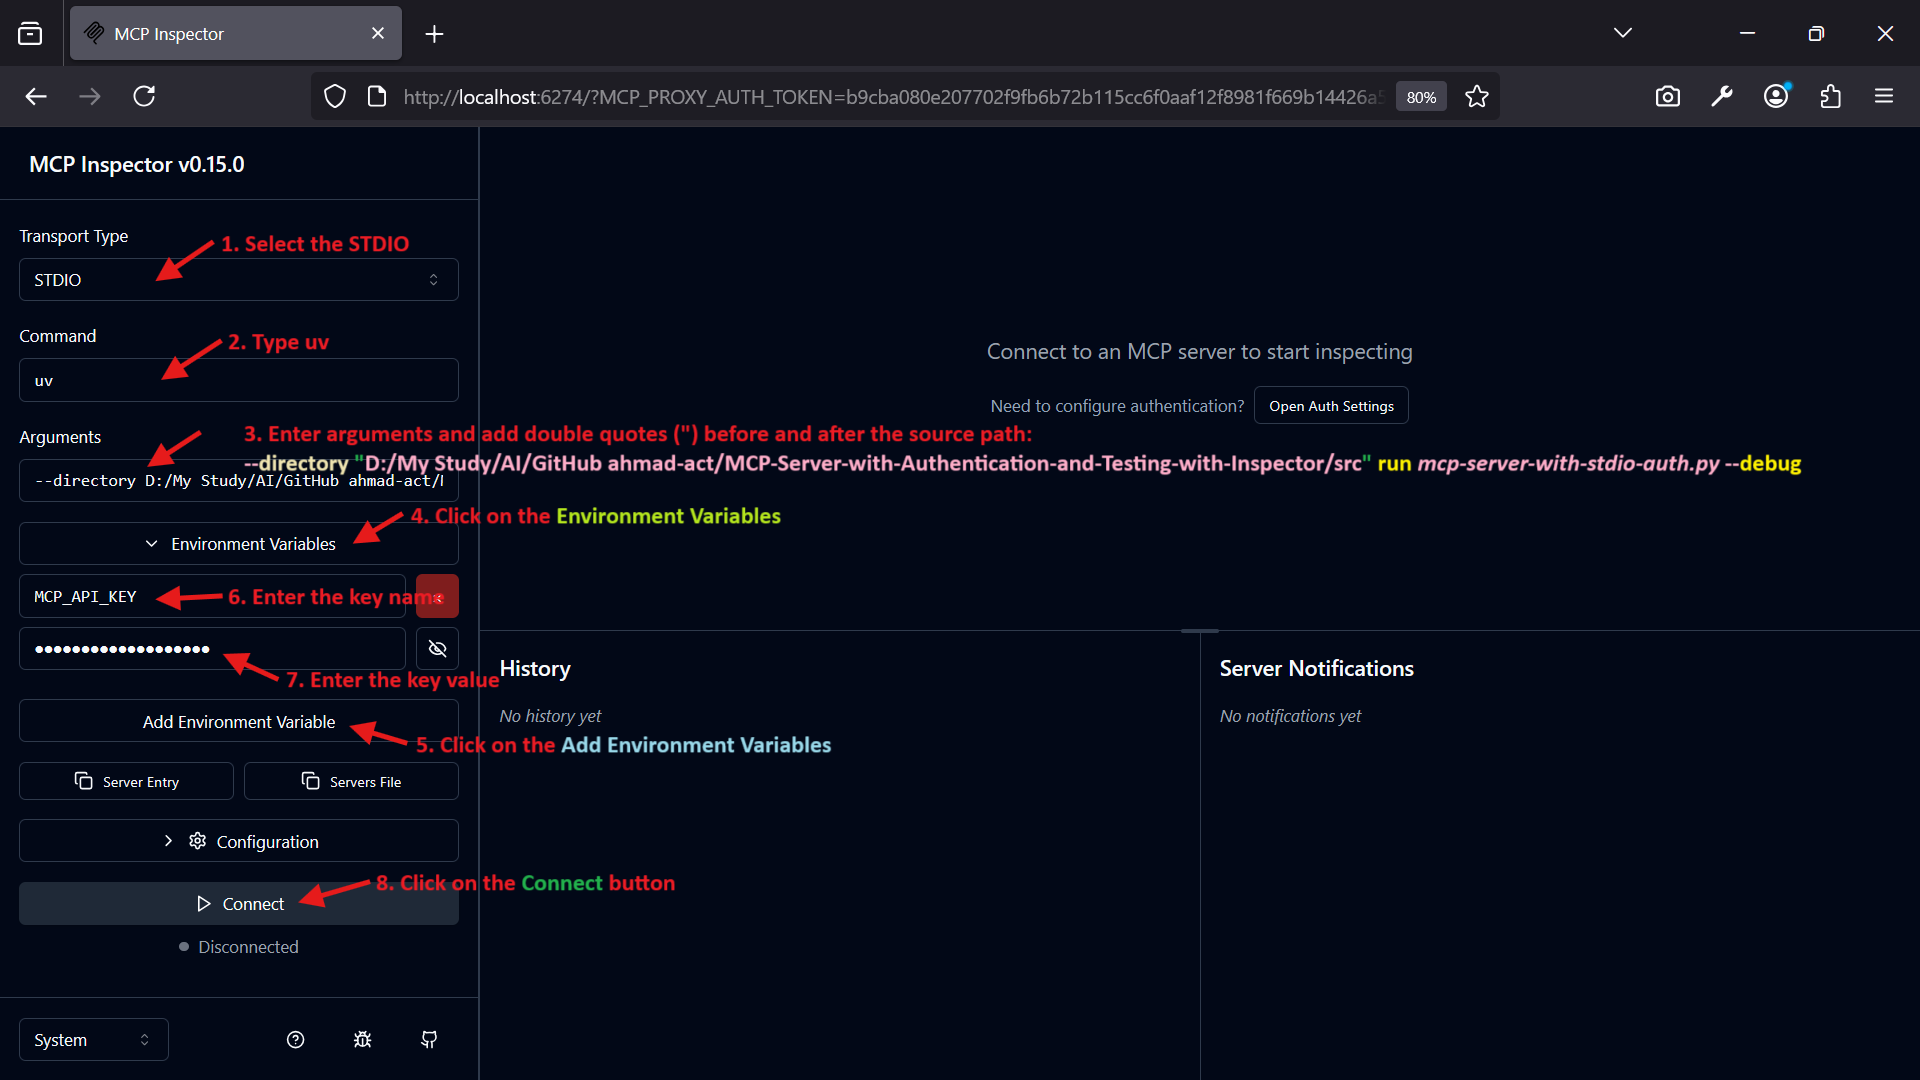 MCP Inspector
http://localhost:6274/?MCP_PROXY_AUTH_TOKEN=b9cba080e207702f9fb6b72b115cc6f0aaf12f8981f669b14426a5
80%
MCP Inspector v0.15.0
Transport Type
1. Select the STDIO
STDIO
Command
2. Type uv
uv
Connect to an MCP server to start inspecting
Need to configure authentication?
Open Auth Settings
Arguments
3. Enter arguments and add double quotes (") before and after the source path:
--directory "D:/My Study/AI/GitHub ahmad-act/MCP-Server-with-Authentication-and-Testing-with-Inspector/src" run mcp-server-with-stdio-auth.py --debug
--directory D:/My Study/AI/GitHub ahmad-act/
4. Click on the Environment Variables
Environment Variables
MCP_API_KEY
6. Enter the key name
7. Enter the key value
Add Environment Variable
5. Click on the Add Environment Variables
Server Entry
Servers File
Configuration
8. Click on the Connect button
Connect
Disconnected
System
History
No history yet
Server Notifications
No notifications yet